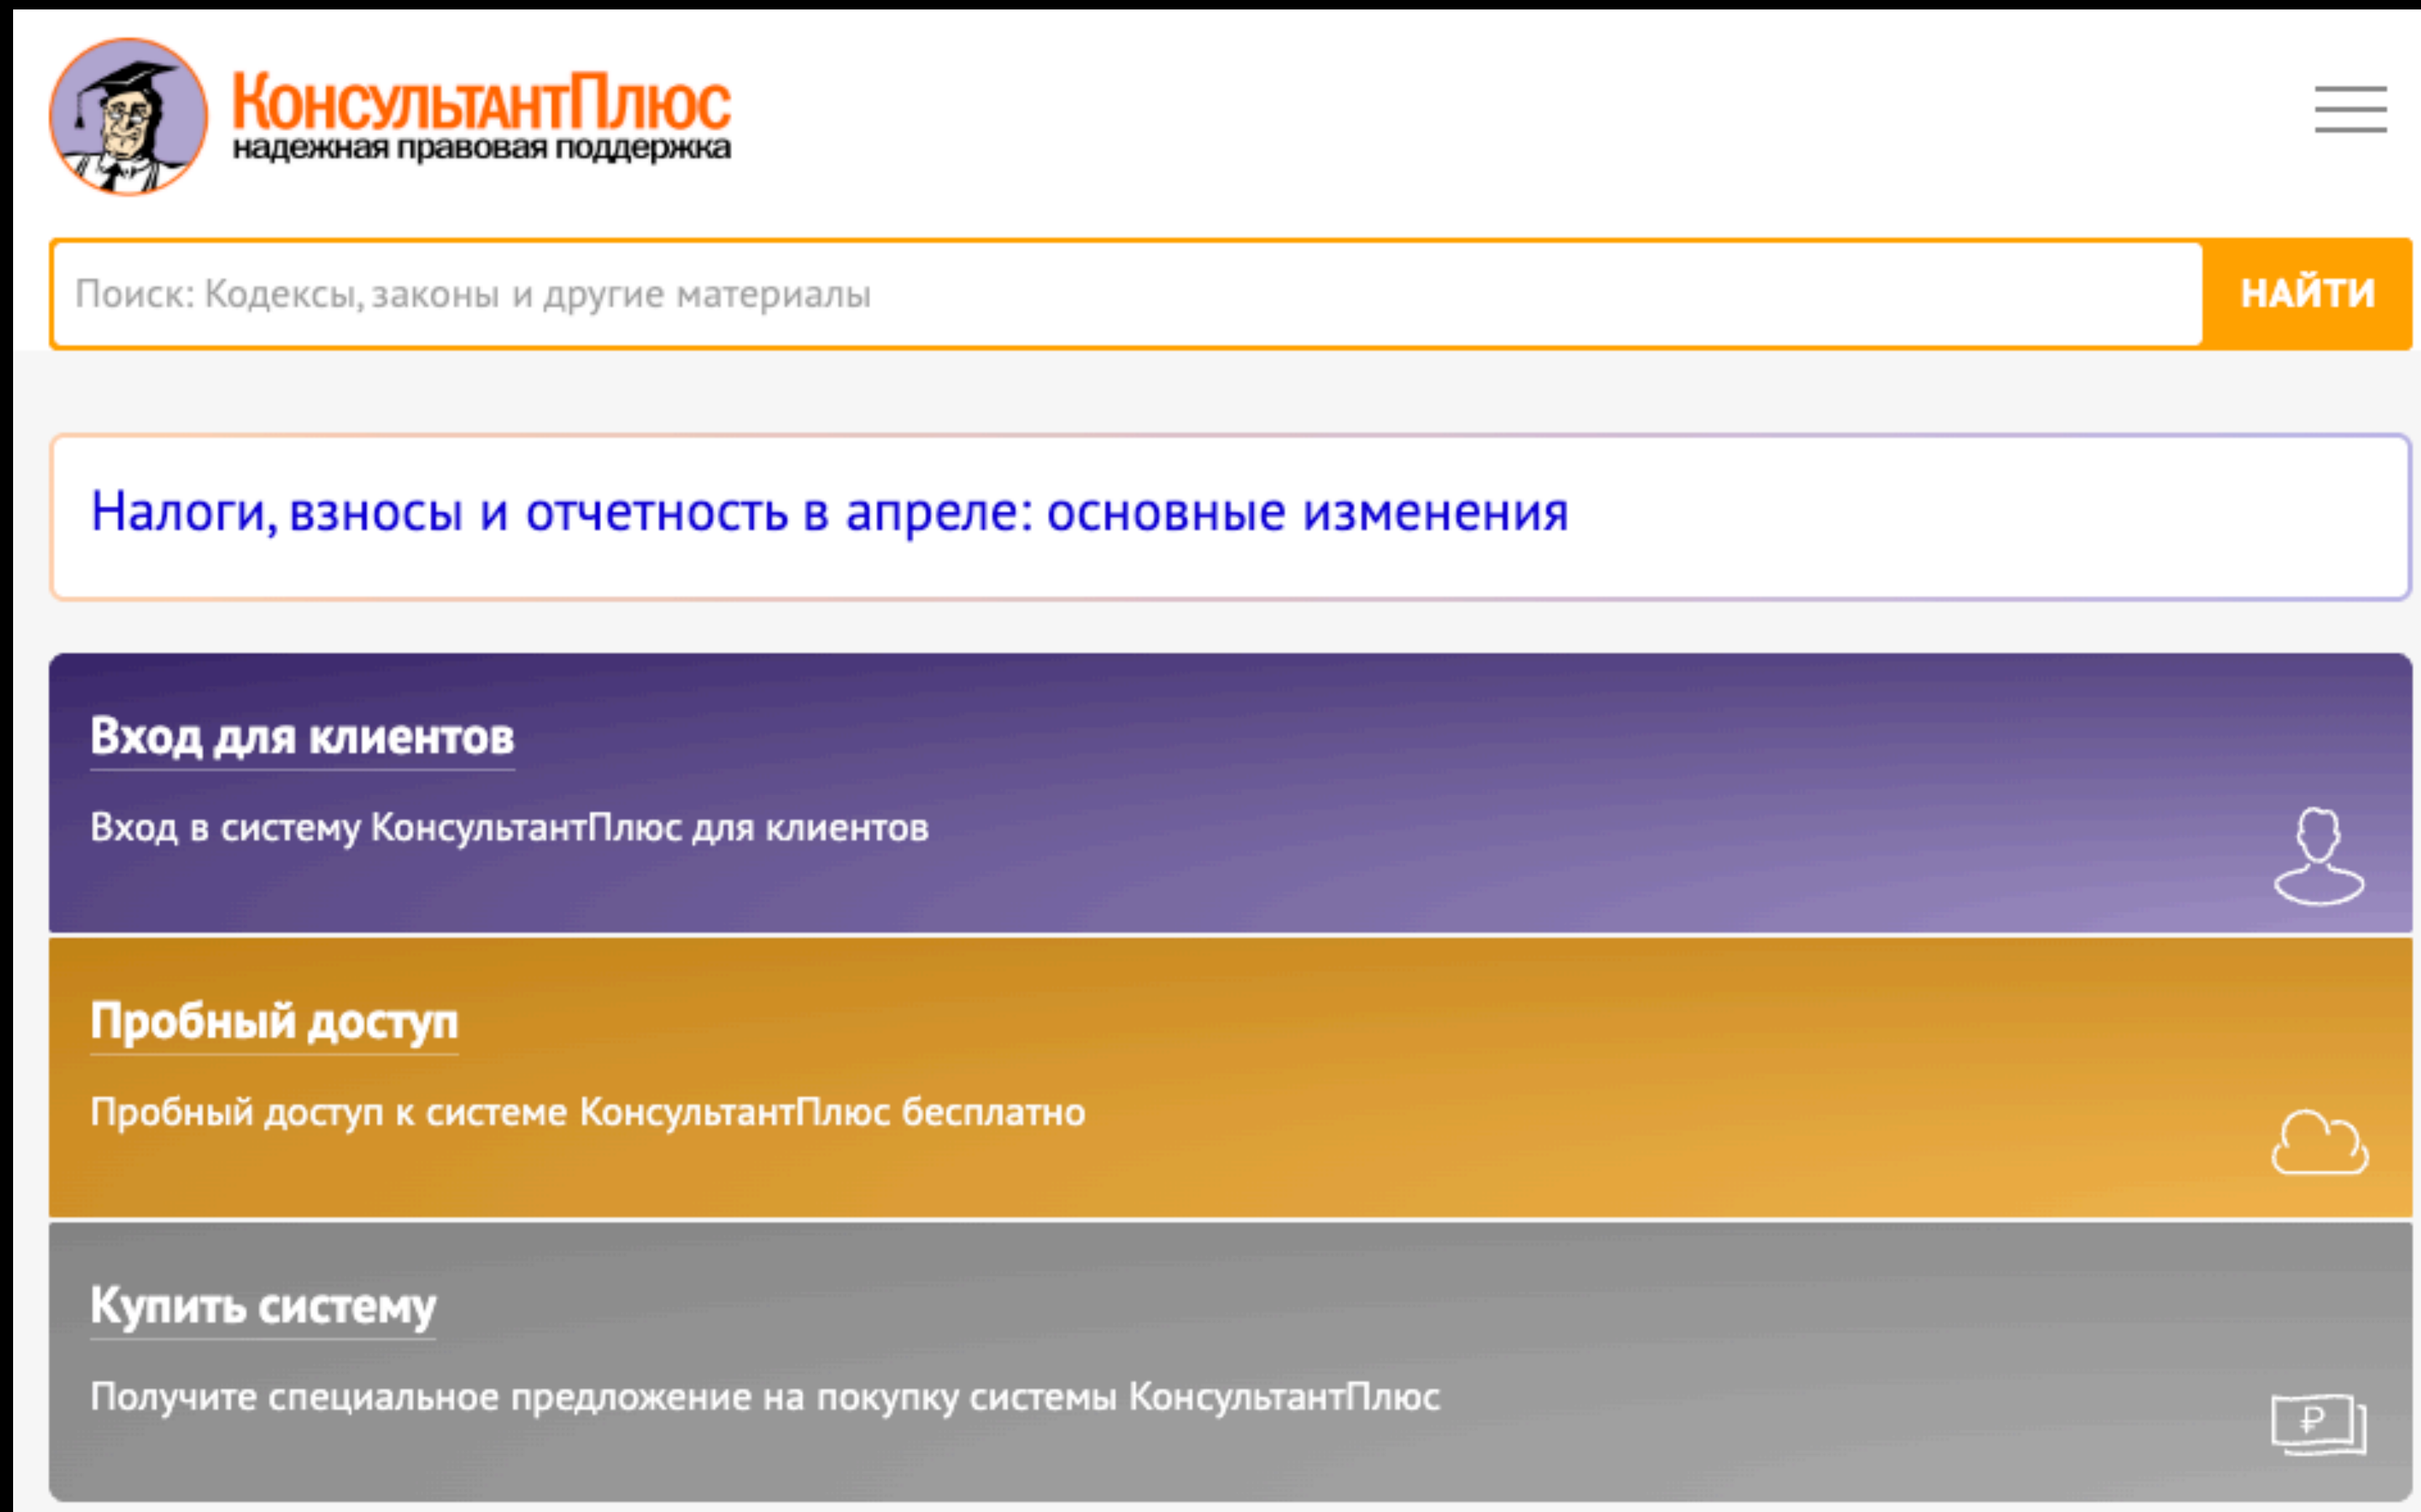 КонсультантПлюс
надежная правовая поддержка
Поиск: Кодексы, законы и другие материалы
НАЙТИ
Налоги, взносы и отчетность в апреле: основные изменения
Вход для клиентов
Вход в систему КонсультантПлюс для клиентов
Пробный доступ
Пробный доступ к системе КонсультантПлюс бесплатно
Купить систему
Получите специальное предложение на покупку системы КонсультантПлюс
₽